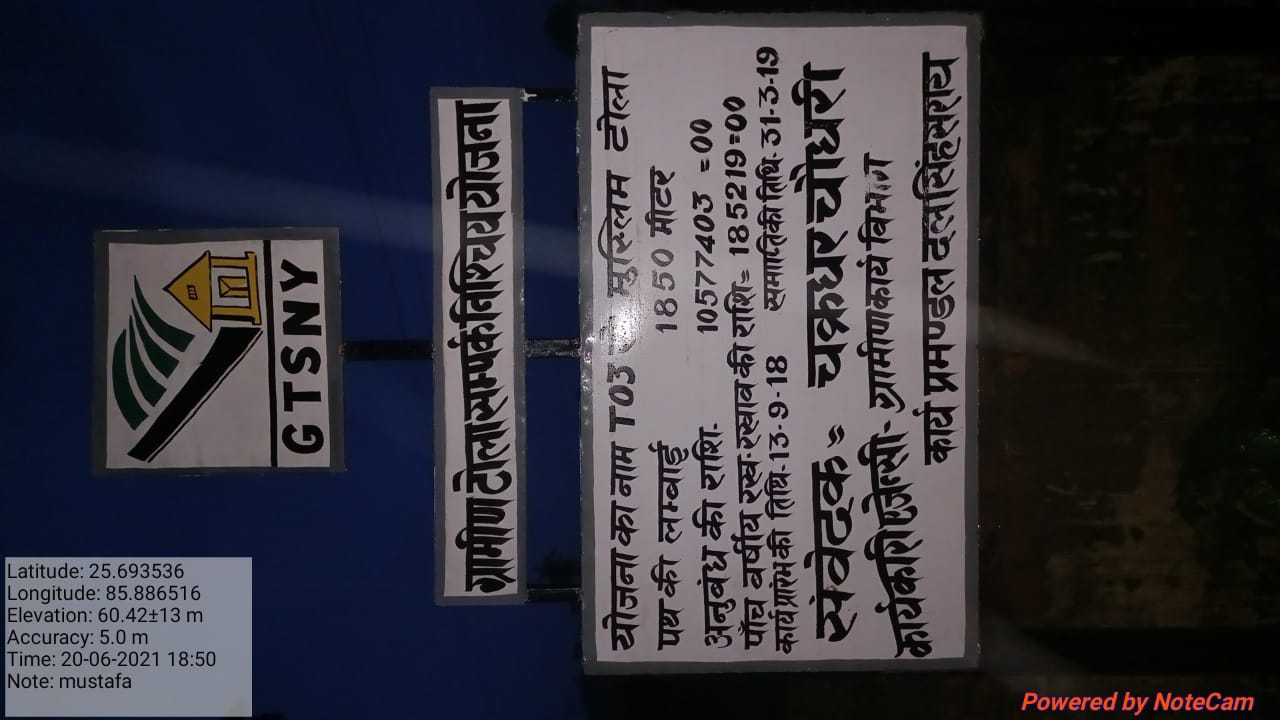 GTSNY
ग्रामीण टोला सम्पर्क निश्चय योजना
योजना का नाम T03 मुस्लिम टोला
पथ की लम्बाई 1850 मीटर
अनुबंध की राशि- 10577403 =00
पाँच वर्षीय रख-रखाव की राशि= 185219=00
कार्य प्रारंभ की तिथि-13-9-18 समाप्ति की तिथि-31-3-19
संवेदक = चक्रधर चौधरी
कार्यकारी एजेन्सी- ग्रामीण कार्य विभाग
कार्य प्रमण्डल दलसिंहसराय
Latitude: 25.693536
Longitude: 85.886516
Elevation: 60.42±13 m
Accuracy: 5.0 m
Time: 20-06-2021 18:50
Note: mustafa
Powered by NoteCam